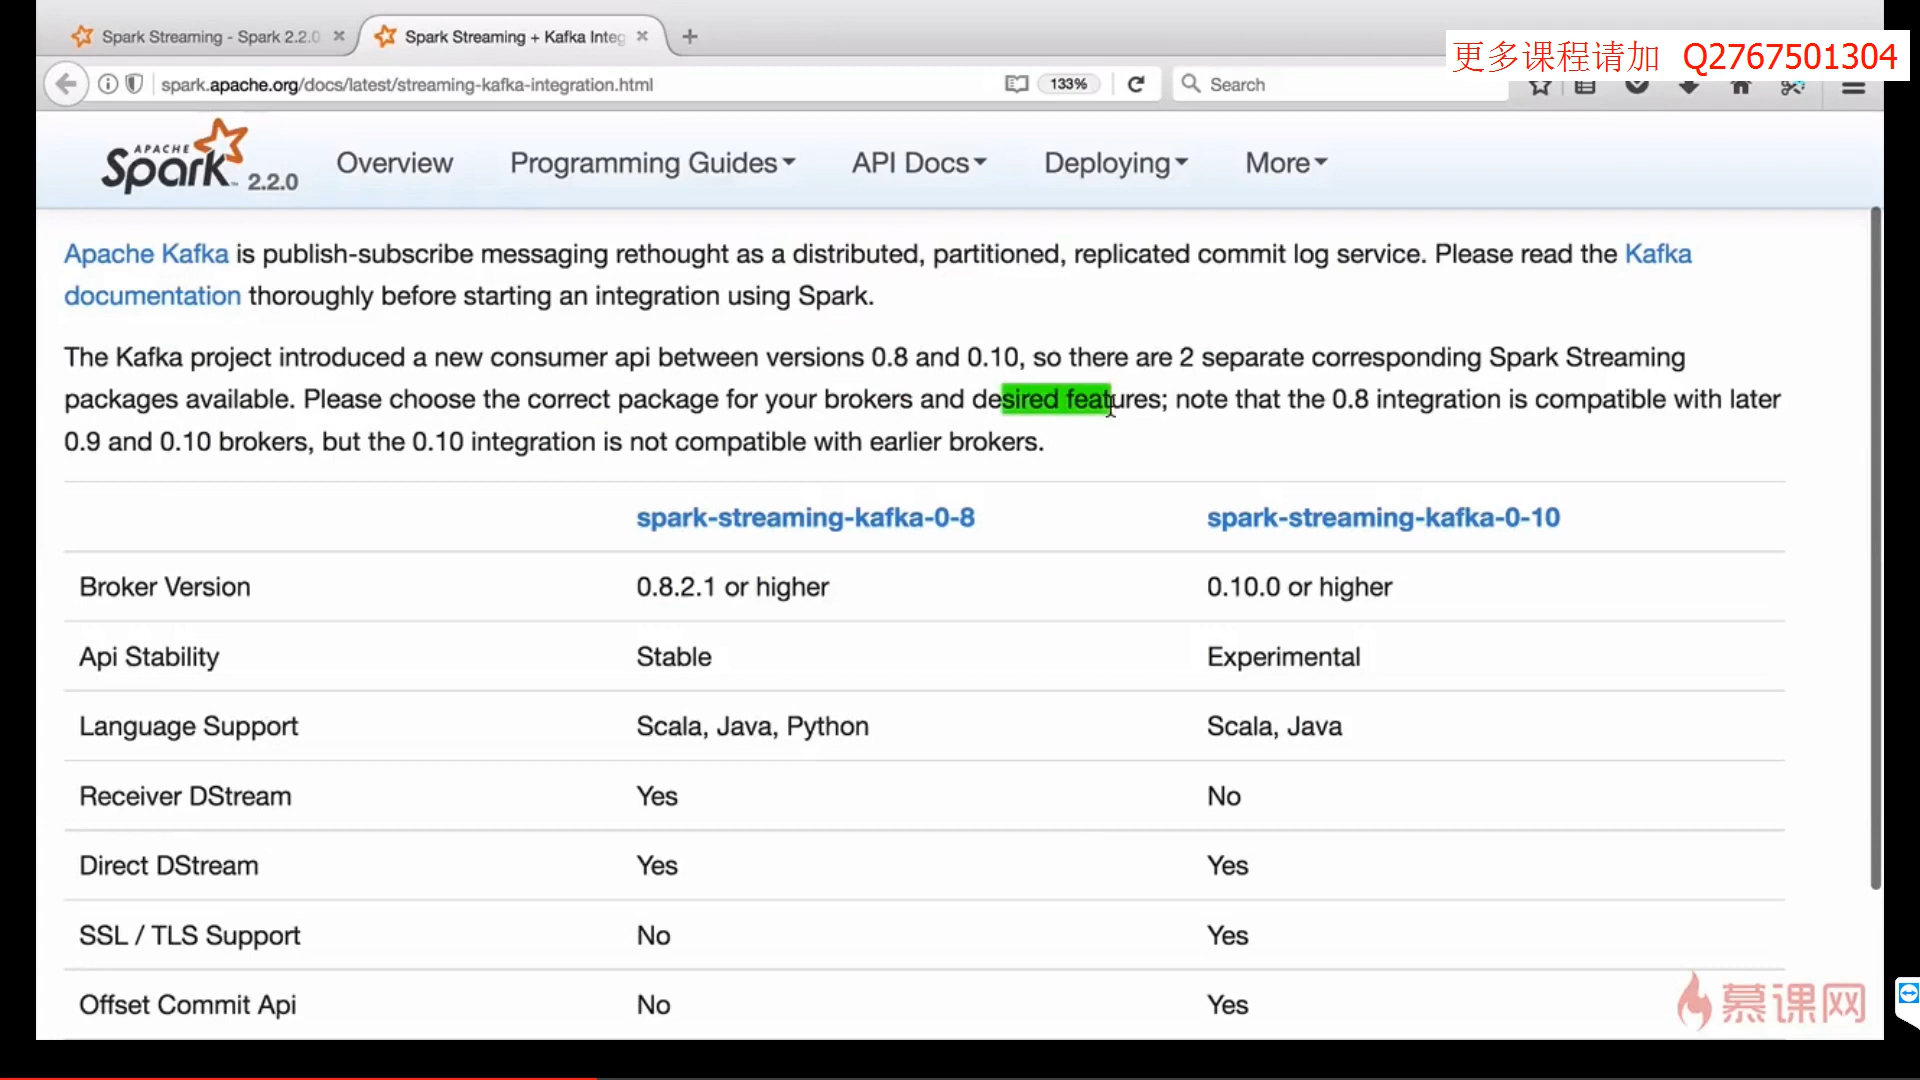 Spark Streaming - Spark 2.2.0
Spark Streaming + Kafka Integ
更多课程请加 Q2767501304
spark.apache.org/docs/latest/streaming-kafka-integration.html
133%
Search
APACHE
Spark 2.2.0
Overview
Programming Guides
API Docs
Deploying
More
Apache Kafka is publish-subscribe messaging rethought as a distributed, partitioned, replicated commit log service. Please read the Kafka
documentation thoroughly before starting an integration using Spark.
The Kafka project introduced a new consumer api between versions 0.8 and 0.10, so there are 2 separate corresponding Spark Streaming
packages available. Please choose the correct package for your brokers and desired features; note that the 0.8 integration is compatible with later
0.9 and 0.10 brokers, but the 0.10 integration is not compatible with earlier brokers.
spark-streaming-kafka-0-8 spark-streaming-kafka-0-10
Broker Version 0.8.2.1 or higher 0.10.0 or higher
Api Stability Stable Experimental
Language Support Scala, Java, Python Scala, Java
Receiver DStream Yes No
Direct DStream Yes Yes
SSL / TLS Support No Yes
Offset Commit Api No Yes
慕课网